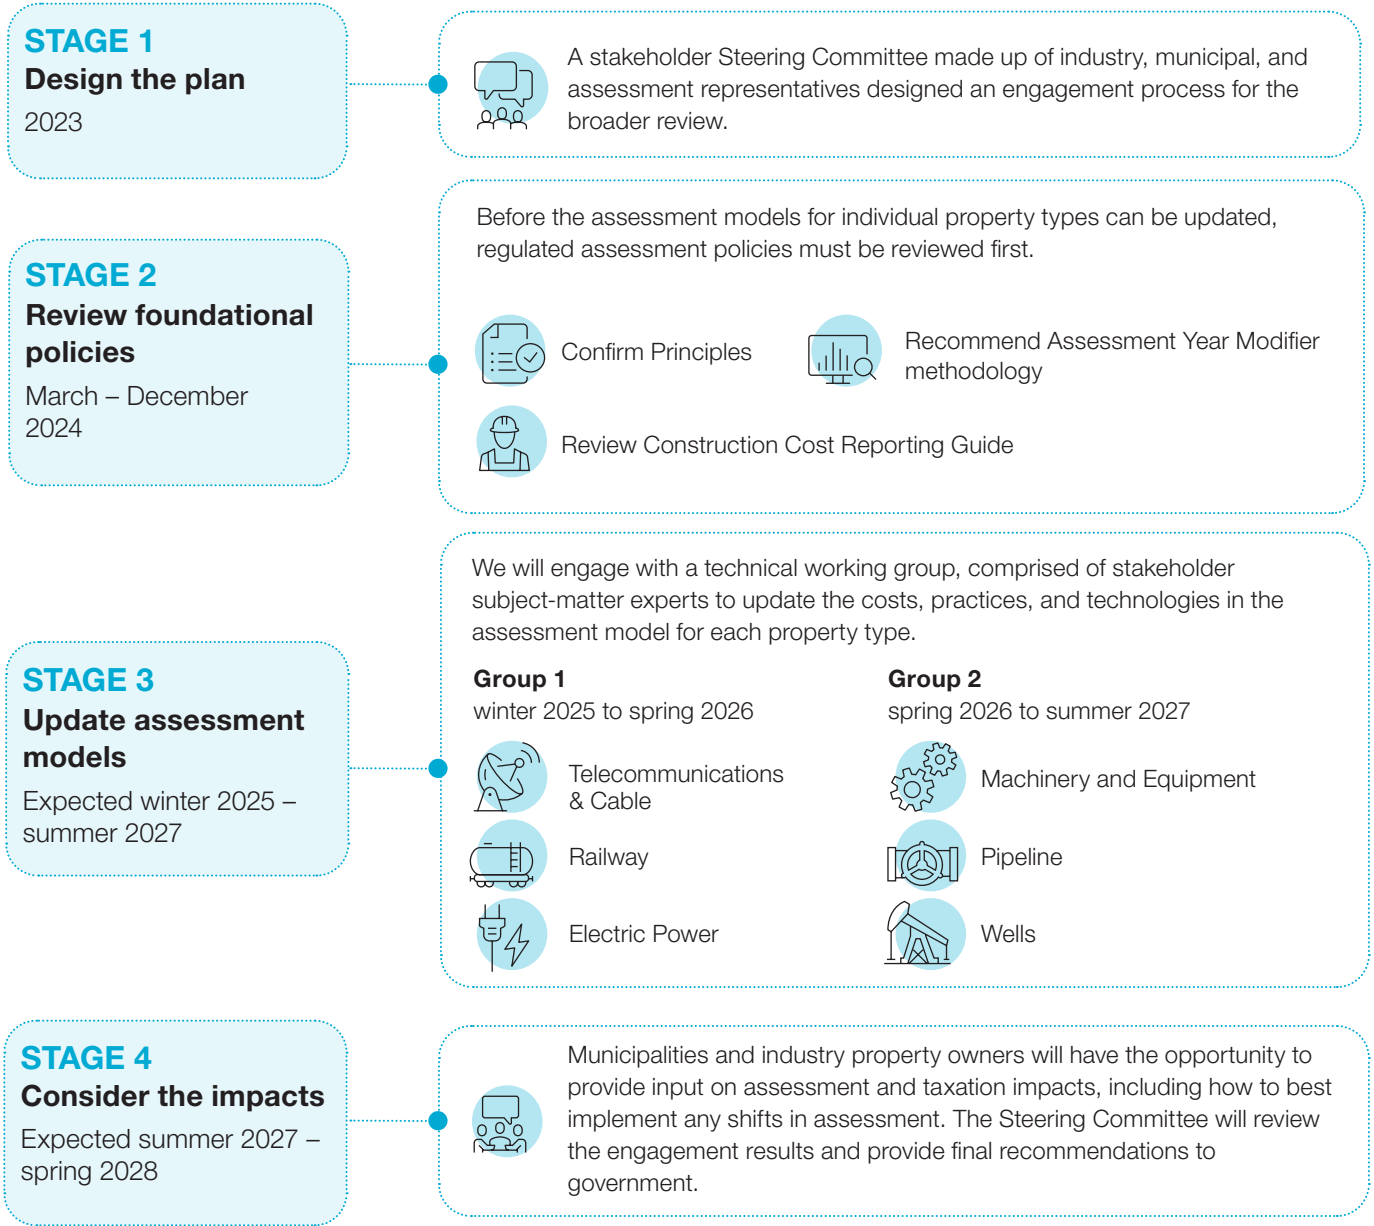 STAGE 1
Design the plan
2023
A stakeholder Steering Committee made up of industry, municipal, and
assessment representatives designed an engagement process for the
broader review.
STAGE 2
Review foundational
policies
March – December
2024
Before the assessment models for individual property types can be updated,
regulated assessment policies must be reviewed first.
Confirm Principles
Recommend Assessment Year Modifier
methodology
Review Construction Cost Reporting Guide
STAGE 3
Update assessment
models
Expected winter 2025 –
summer 2027
We will engage with a technical working group, comprised of stakeholder
subject-matter experts to update the costs, practices, and technologies in the
assessment model for each property type.
Group 1
winter 2025 to spring 2026
Telecommunications
& Cable
Railway
Electric Power
Group 2
spring 2026 to summer 2027
Machinery and Equipment
Pipeline
Wells
STAGE 4
Consider the impacts
Expected summer 2027 –
spring 2028
Municipalities and industry property owners will have the opportunity to
provide input on assessment and taxation impacts, including how to best
implement any shifts in assessment. The Steering Committee will review
the engagement results and provide final recommendations to
government.